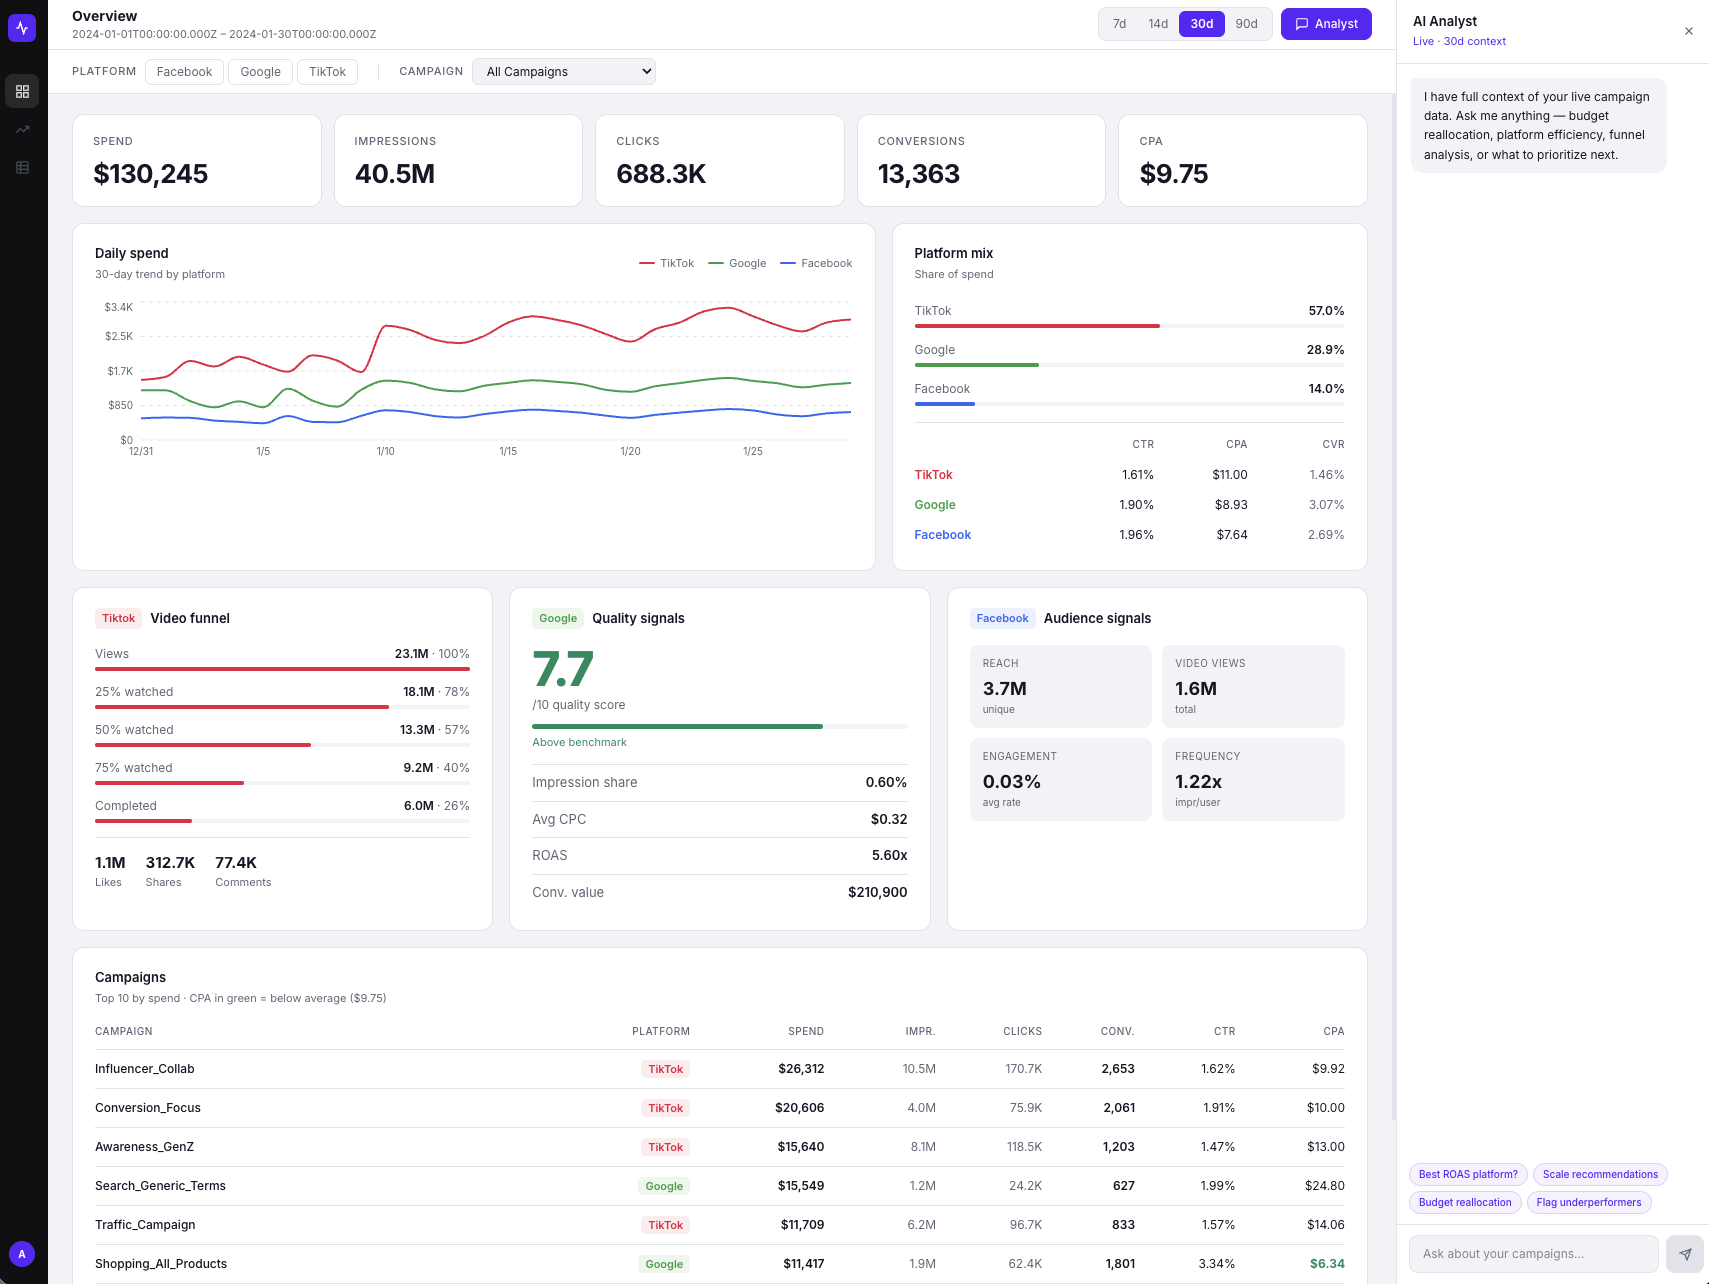 Overview
2024-01-01T00:00:00.000Z – 2024-01-30T00:00:00.000Z
7d 14d 30d 90d Analyst
PLATFORM Facebook Google TikTok CAMPAIGN All Campaigns
SPEND
$130,245
IMPRESSIONS
40.5M
CLICKS
688.3K
CONVERSIONS
13,363
CPA
$9.75
Daily spend
30-day trend by platform
TikTok Google Facebook
$3.4K
$2.5K
$1.7K
$850
$0
12/31 1/5 1/10 1/15 1/20 1/25
Platform mix
Share of spend
TikTok 57.0%
Google 28.9%
Facebook 14.0%
CTR CPA CVR
TikTok 1.61% $11.00 1.46%
Google 1.90% $8.93 3.07%
Facebook 1.96% $7.64 2.69%
Tiktok Video funnel
Views 23.1M · 100%
25% watched 18.1M · 78%
50% watched 13.3M · 57%
75% watched 9.2M · 40%
Completed 6.0M · 26%
1.1M 312.7K 77.4K
Likes Shares Comments
Google Quality signals
7.7
/10 quality score
Above benchmark
Impression share 0.60%
Avg CPC $0.32
ROAS 5.60x
Conv. value $210,900
Facebook Audience signals
REACH
3.7M
unique
VIDEO VIEWS
1.6M
total
ENGAGEMENT
0.03%
avg rate
FREQUENCY
1.22x
impr/user
Campaigns
Top 10 by spend · CPA in green = below average ($9.75)
CAMPAIGN PLATFORM SPEND IMPR. CLICKS CONV. CTR CPA
Influencer_Collab TikTok $26,312 10.5M 170.7K 2,653 1.62% $9.92
Conversion_Focus TikTok $20,606 4.0M 75.9K 2,061 1.91% $10.00
Awareness_GenZ TikTok $15,640 8.1M 118.5K 1,203 1.47% $13.00
Search_Generic_Terms Google $15,549 1.2M 24.2K 627 1.99% $24.80
Traffic_Campaign TikTok $11,709 6.2M 96.7K 833 1.57% $14.06
Shopping_All_Products Google $11,417 1.9M 62.4K 1,801 3.34% $6.34
A
AI Analyst
Live · 30d context
×
I have full context of your live campaign
data. Ask me anything — budget
reallocation, platform efficiency, funnel
analysis, or what to prioritize next.
Best ROAS platform? Scale recommendations
Budget reallocation Flag underperformers
Ask about your campaigns...